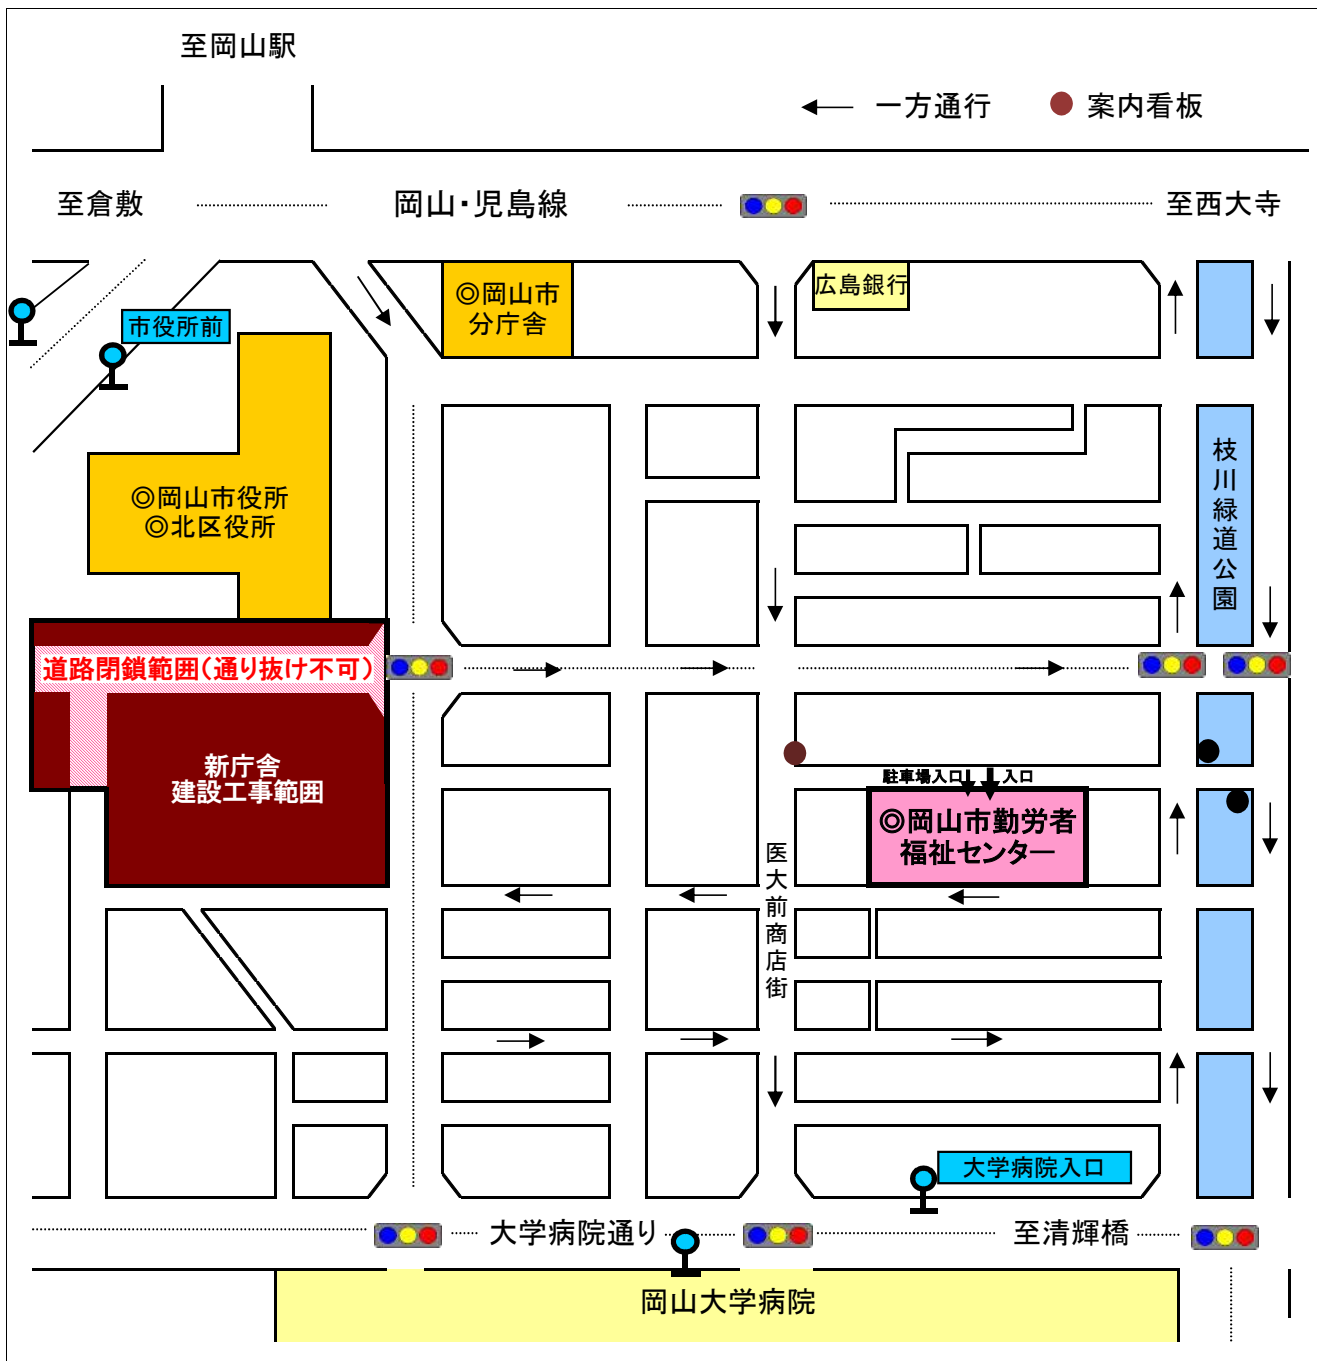 至岡山駅
一方通行
案内看板
至倉敷
岡山・児島線
至西大寺
◎岡山市
分庁舎
広島銀行
市役所前
◎岡山市役所
◎北区役所
枝川緑道公園
道路閉鎖範囲（通り抜け不可）
新庁舎
建設工事範囲
駐車場入口
入口
◎岡山市勤労者
福祉センター
医大前商店街
大学病院入口
大学病院通り
至清輝橋
岡山大学病院